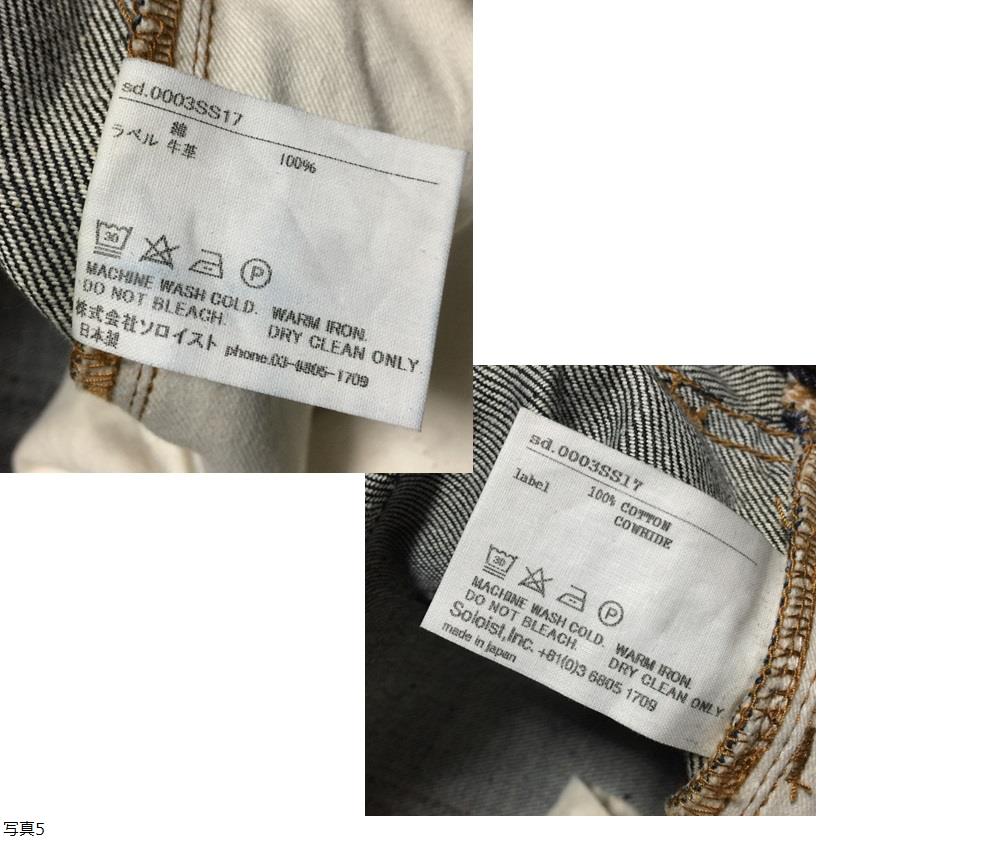 sd.0003SS17
綿
ラベル 牛革 100%
30
P
MACHINE WASH COLD. WARM IRON.
DO NOT BLEACH. DRY CLEAN ONLY.
株式会社ソロイスト phone.03-6805-1709
日本製
sd.0003SS17
100% COTTON
label COWHIDE
30
P
MACHINE WASH COLD. WARM IRON.
DO NOT BLEACH. DRY CLEAN ONLY.
Soloist,Inc. +81(0)3 6805 1709
made in japan
写真5